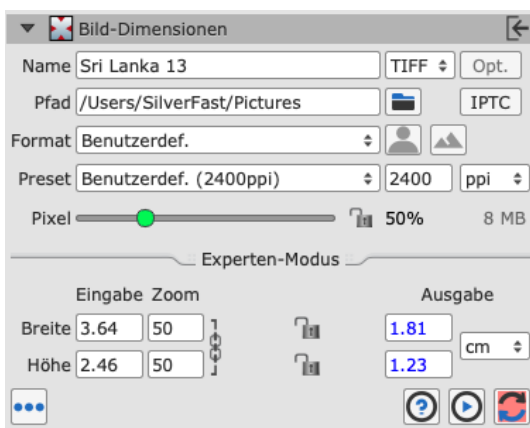 Bild-Dimensionen
Name Sri Lanka 13 TIFF Opt.
Pfad /Users/SilverFast/Pictures IPTC
Format Benutzerdef.
Preset Benutzerdef. (2400ppi) 2400 ppi
Pixel 50% 8 MB
Experten-Modus
Eingabe Zoom Ausgabe
Breite 3.64 50 1.81
cm
Höhe 2.46 50 1.23